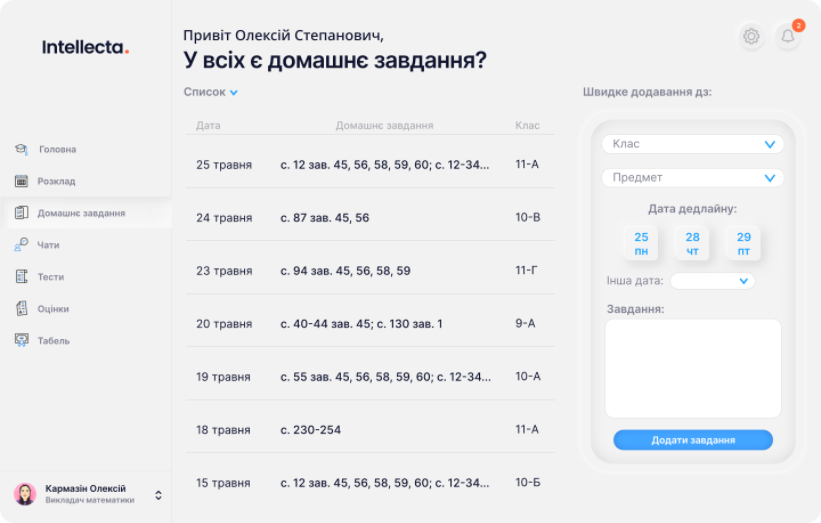 Intellecta.
Головна
Розклад
Домашнє завдання
Чати
Тести
Оцінки
Табель
Кармазін Олексій
Викладач математики
Привіт Олексій Степанович,
У всіх є домашнє завдання?
2
Список
Дата Домашнє завдання Клас
25 травня с. 12 зав. 45, 56, 58, 59, 60; с. 12-34... 11-А
24 травня с. 87 зав. 45, 56 10-В
23 травня с. 94 зав. 45, 56, 58, 59 11-Г
20 травня с. 40-44 зав. 45; с. 130 зав. 1 9-А
19 травня с. 55 зав. 45, 56, 58, 59, 60; с. 12-34... 10-А
18 травня с. 230-254 11-А
15 травня с. 12 зав. 45, 56, 58, 59, 60; с. 12-34... 10-Б
Швидке додавання дз:
Клас
Предмет
Дата дедлайну:
25 28 29
пн чт пт
Інша дата:
Завдання:
Додати завдання